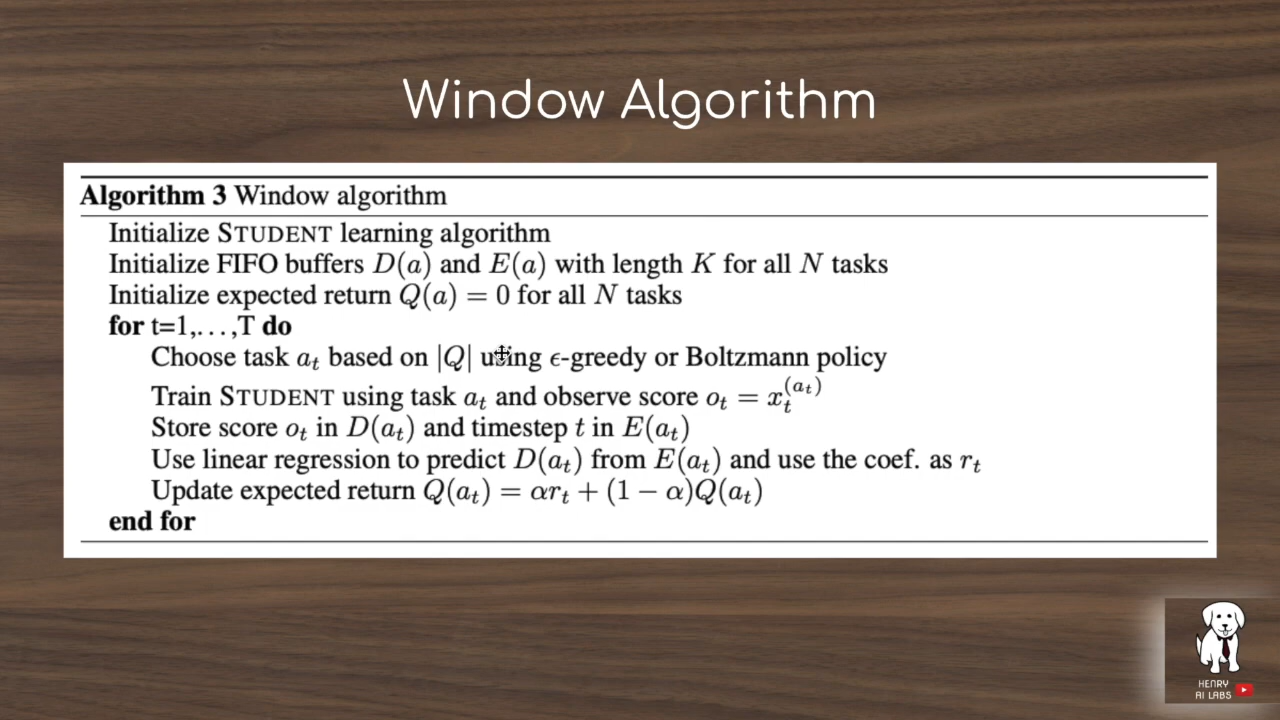 Window Algorithm
Algorithm 3 Window algorithm
Initialize STUDENT learning algorithm
Initialize FIFO buffers D(a) and E(a) with length K for all N tasks
Initialize expected return Q(a) = 0 for all N tasks
for t=1,...,T do
Choose task a_t based on |Q| using ϵ-greedy or Boltzmann policy
Train STUDENT using task a_t and observe score o_t = x_t^(a_t)
Store score o_t in D(a_t) and timestep t in E(a_t)
Use linear regression to predict D(a_t) from E(a_t) and use the coef. as r_t
Update expected return Q(a_t) = αr_t + (1 − α)Q(a_t)
end for
HENRY
AI LABS